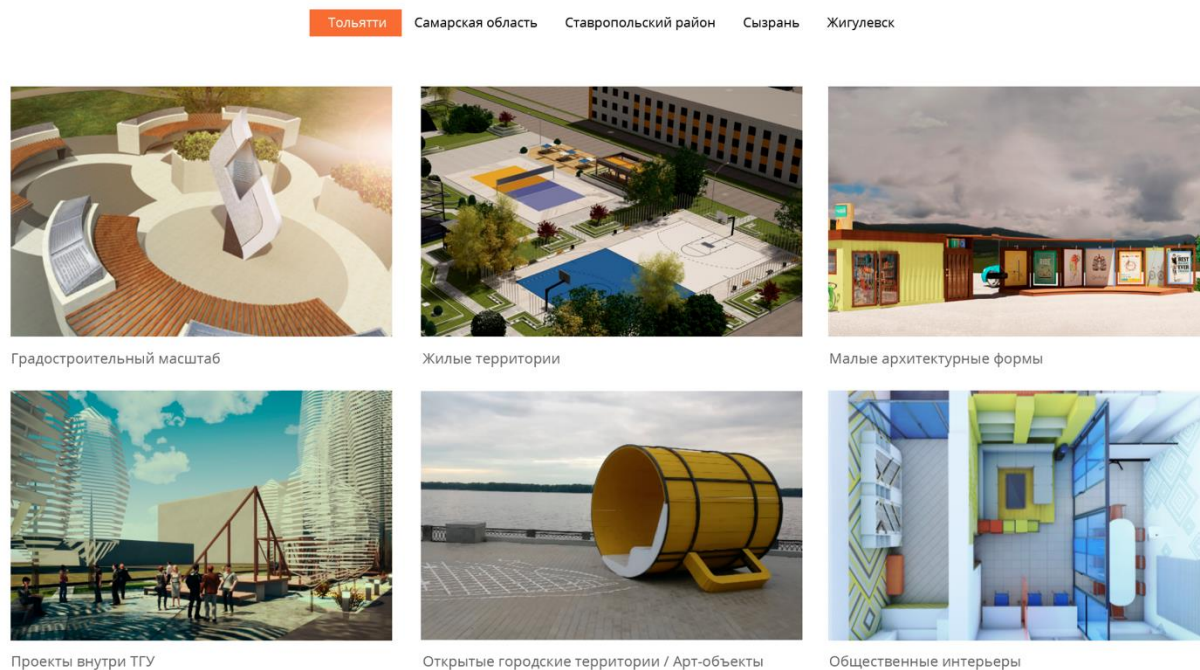 Тольятти Самарская область Ставропольский район Сызрань Жигулевск
Градостроительный масштаб Жилые территории Малые архитектурные формы
Проекты внутри ТГУ Открытые городские территории / Арт-объекты Общественные интерьеры